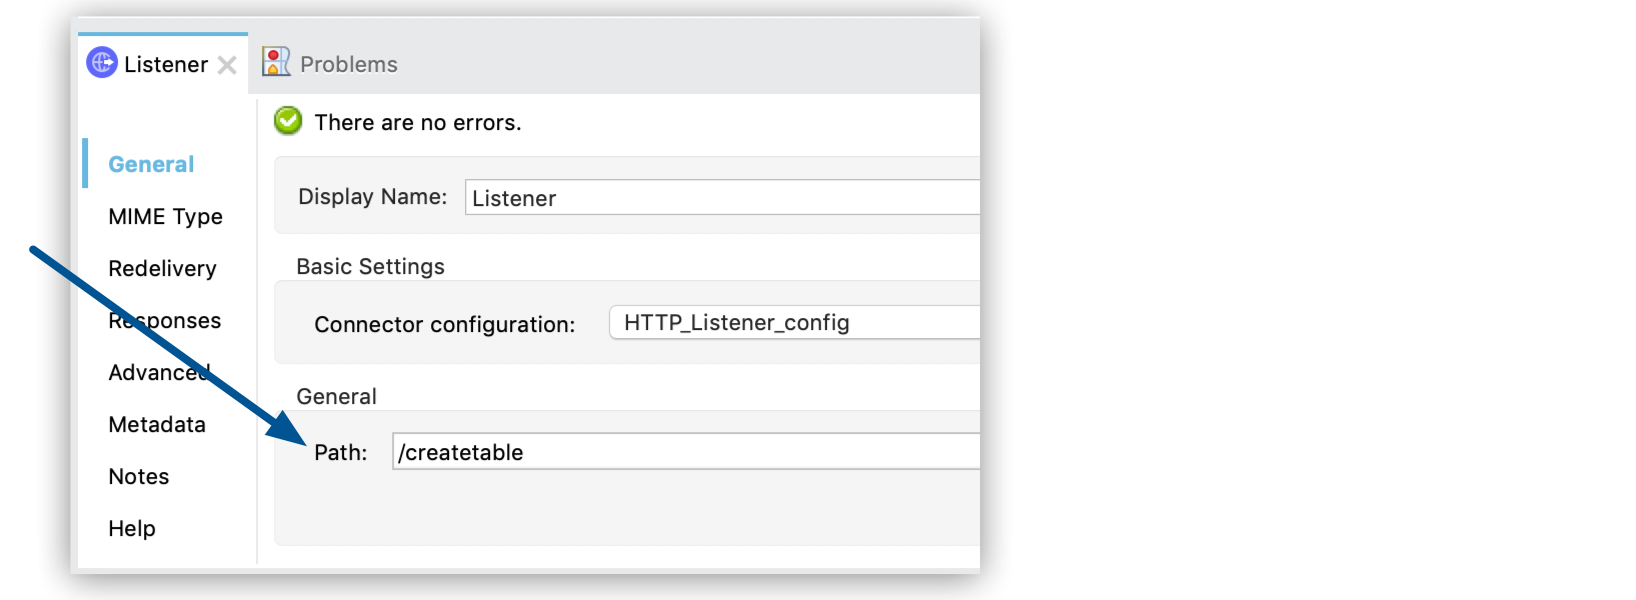 Listener
Problems
There are no errors.
General
MIME Type
Redelivery
Responses
Advanced
Metadata
Notes
Help
Display Name: Listener
Basic Settings
Connector configuration: HTTP_Listener_config
General
Path: /createtable